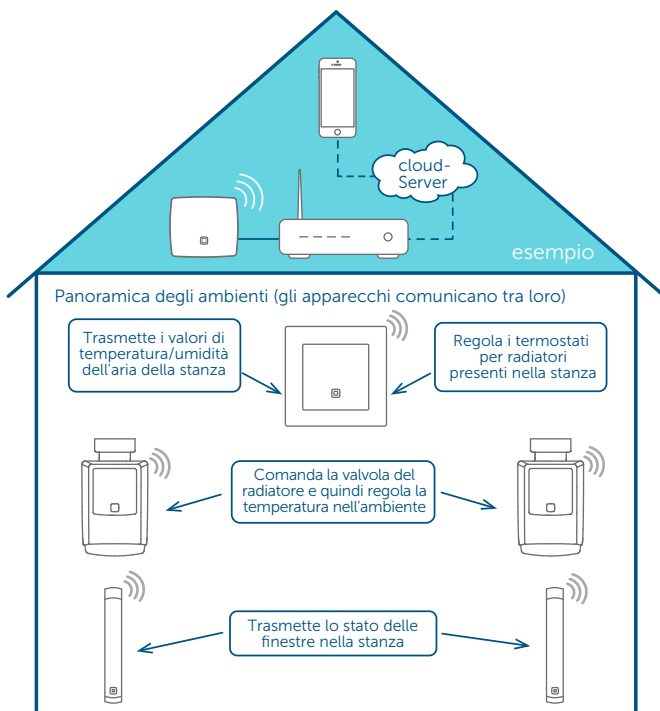 cloud-
Server
esempio
Panoramica degli ambienti (gli apparecchi comunicano tra loro)
Trasmette i valori di
temperatura/umidità
dell'aria della stanza
Regola i termostati
per radiatori
presenti nella stanza
Comanda la valvola del
radiatore e quindi regola la
temperatura nell'ambiente
Trasmette lo stato delle
finestre nella stanza